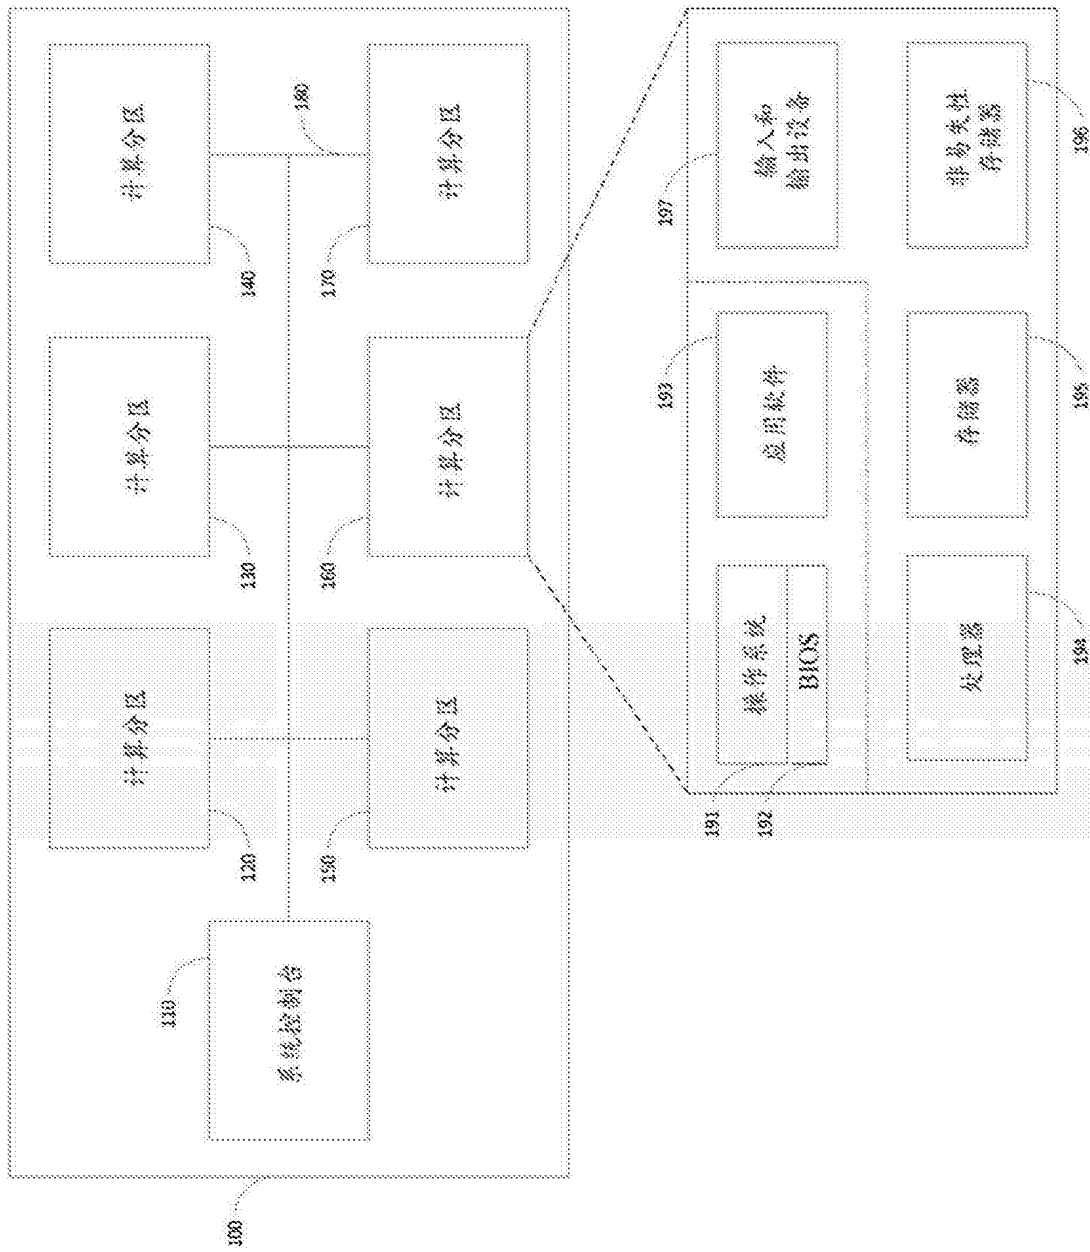 100
系统控制台
110
计算分区
120
计算分区
130
计算分区
140
计算分区
150
计算分区
160
计算分区
170
180
操作系统
191
BIOS
192
应用软件
193
输入和
输出设备
197
处理器
194
存储器
195
非易失性
存储器
196